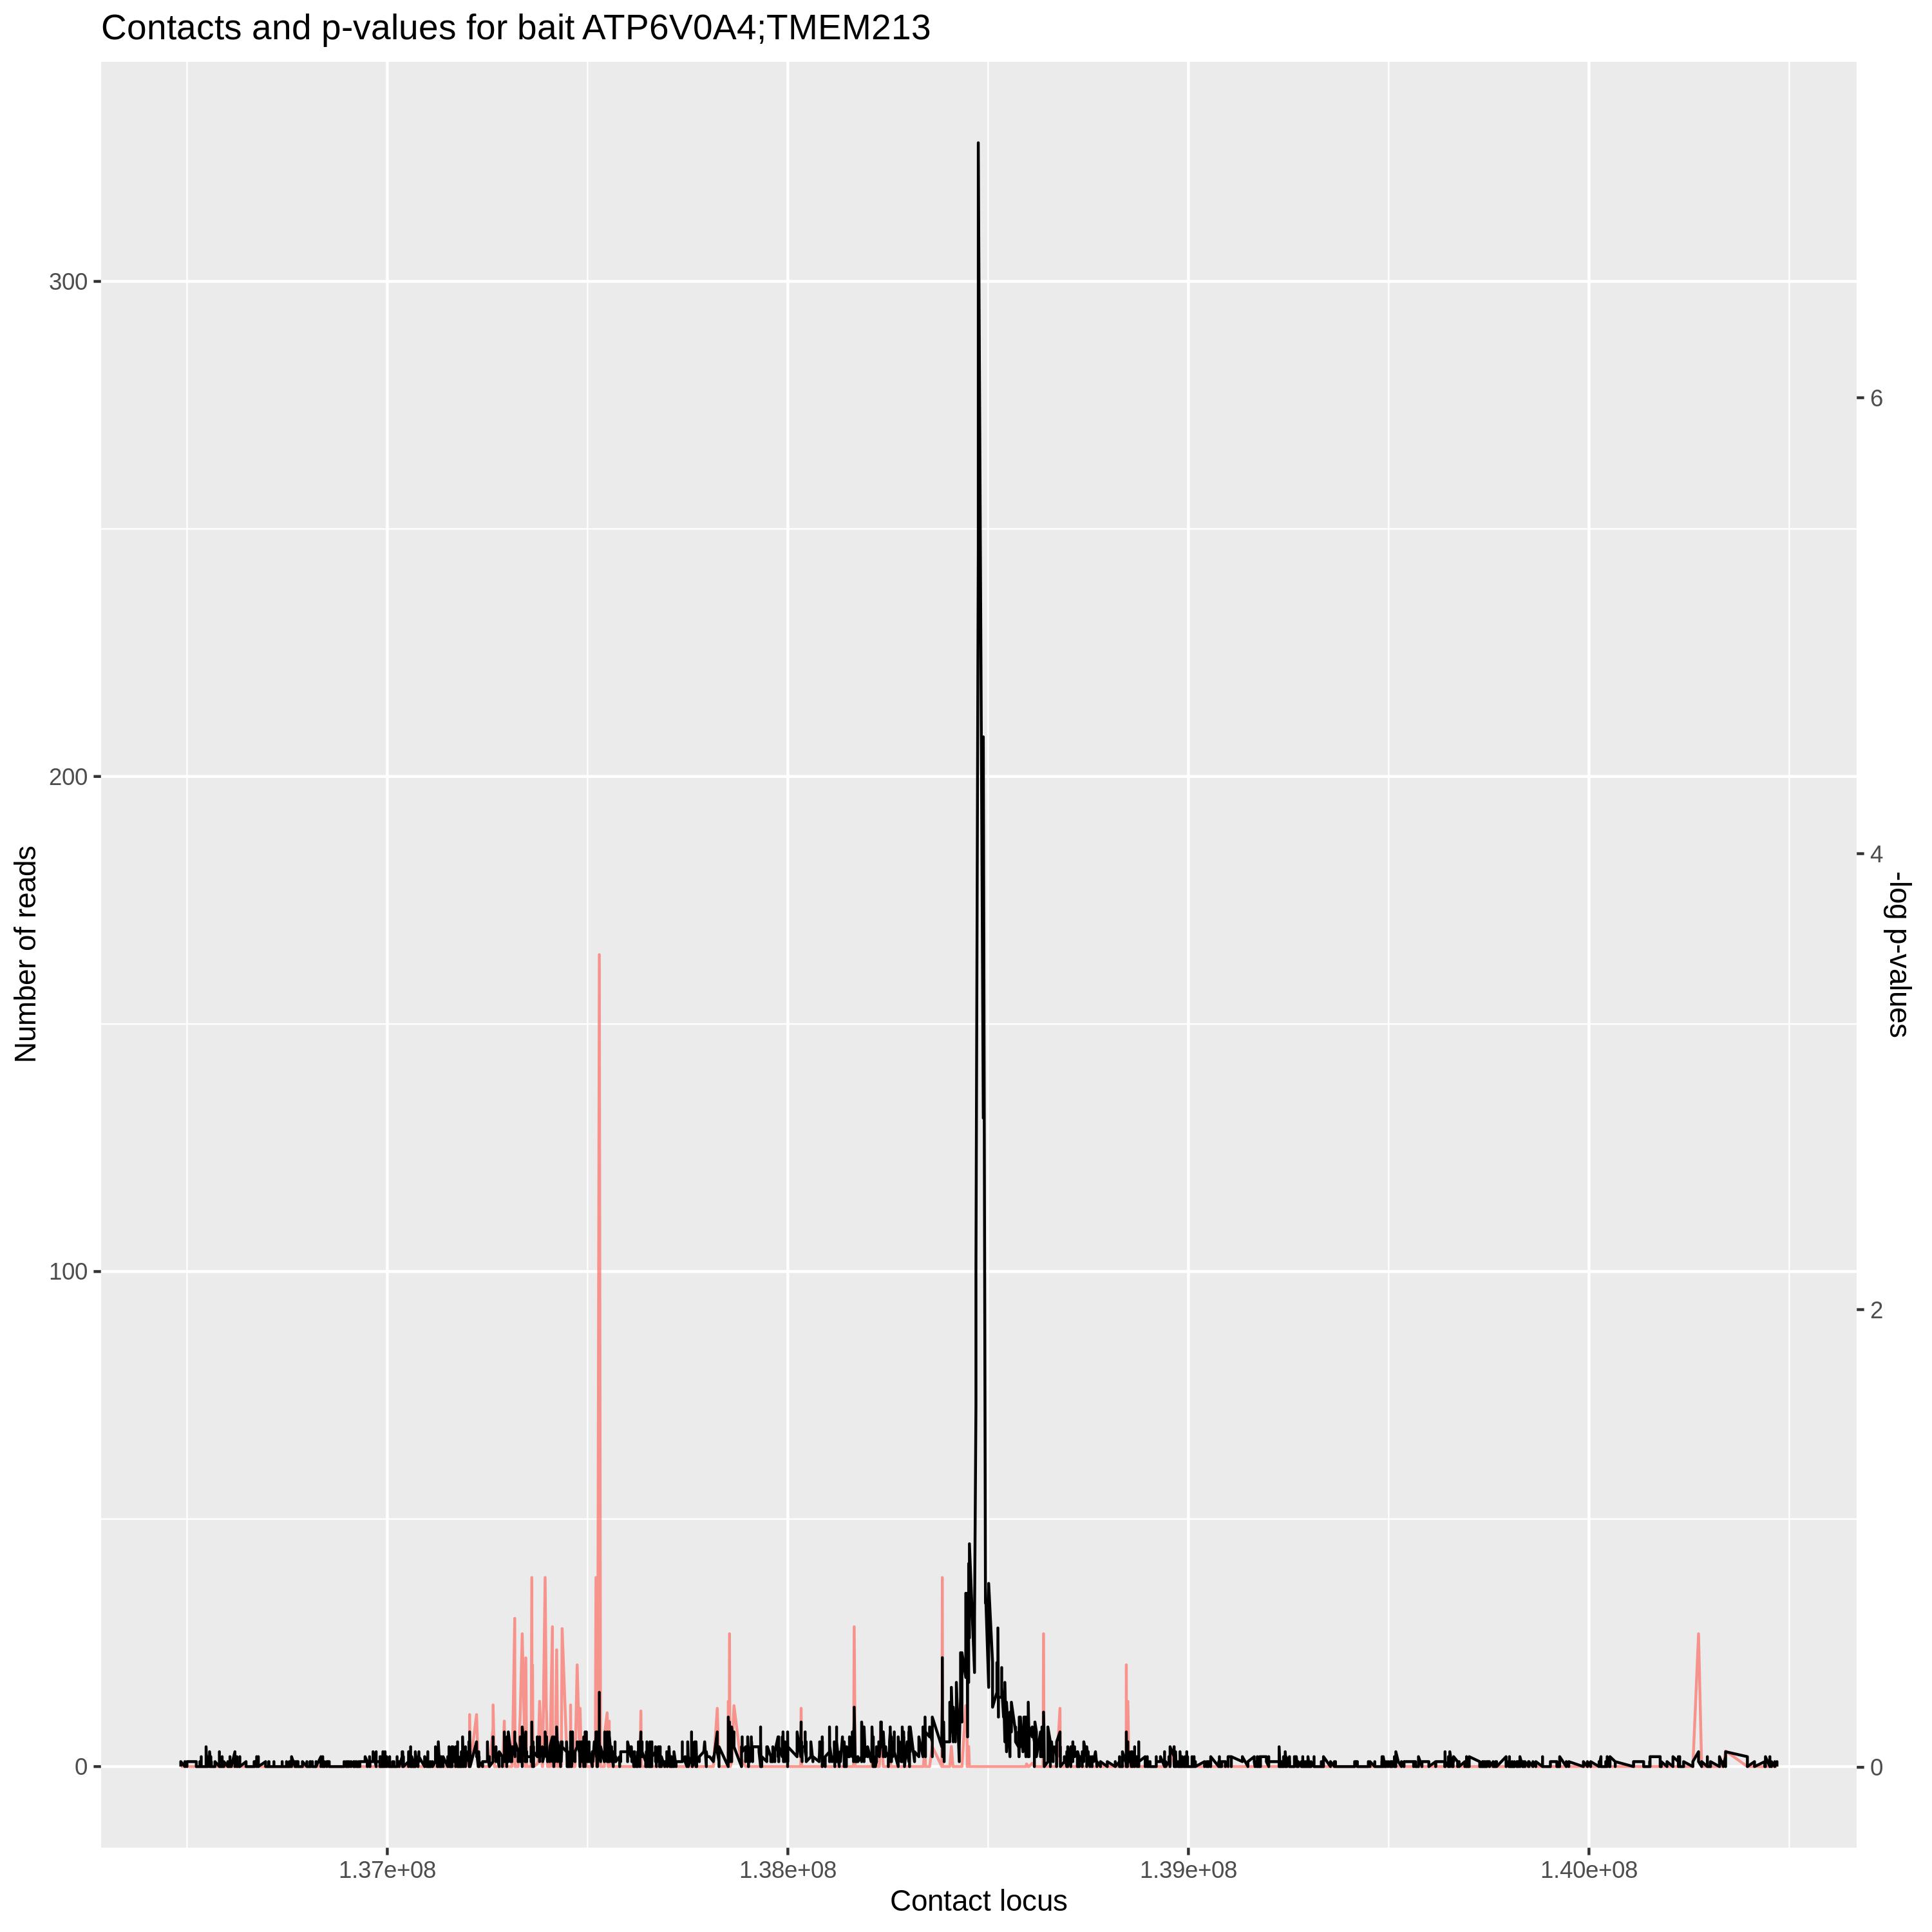 Contacts and p-values for bait ATP6V0A4;TMEM213
300
200
100
0
Number of reads
6
4
2
0
-log p-values
1.37e+08
1.38e+08
1.39e+08
1.40e+08
Contact locus